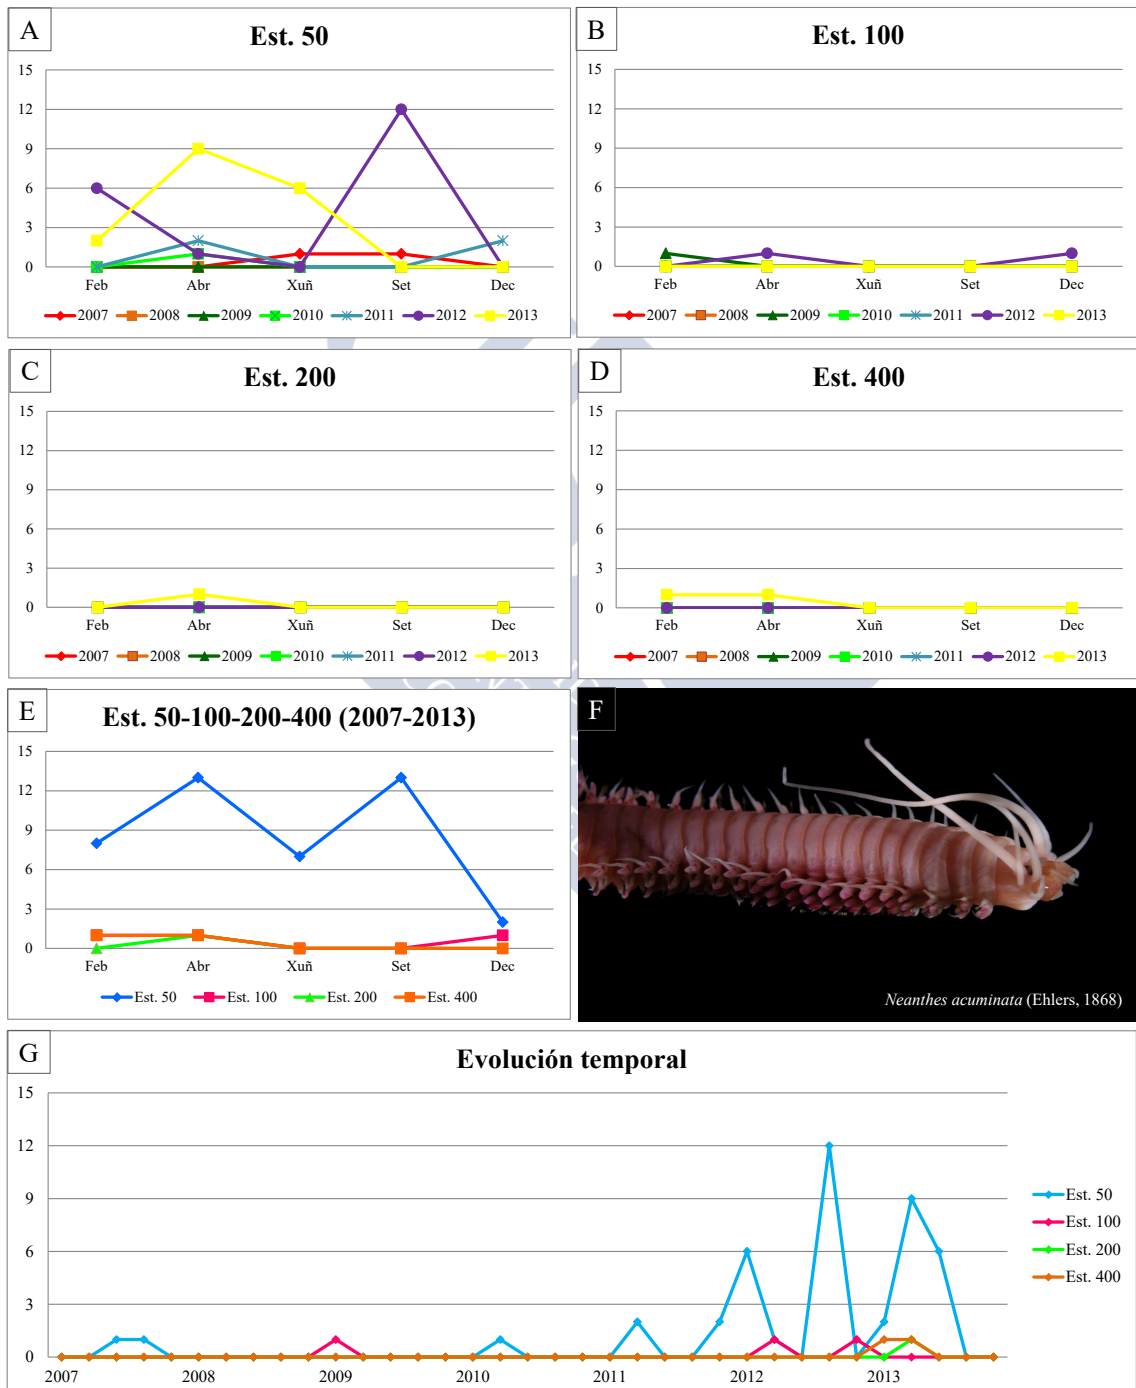 A
Est. 50
15
12
9
6
3
0
Feb Abr Xuñ Set Dec
2007 2008 2009 2010 2011 2012 2013
B
Est. 100
15
12
9
6
3
0
Feb Abr Xuñ Set Dec
2007 2008 2009 2010 2011 2012 2013
C
Est. 200
15
12
9
6
3
0
Feb Abr Xuñ Set Dec
2007 2008 2009 2010 2011 2012 2013
D
Est. 400
15
12
9
6
3
0
Feb Abr Xuñ Set Dec
2007 2008 2009 2010 2011 2012 2013
E
Est. 50-100-200-400 (2007-2013)
15
12
9
6
3
0
Feb Abr Xuñ Set Dec
Est. 50 Est. 100 Est. 200 Est. 400
F
Neanthes acuminata (Ehlers, 1868)
G
Evolución temporal
15
12
9
6
3
0
2007 2008 2009 2010 2011 2012 2013
Est. 50
Est. 100
Est. 200
Est. 400